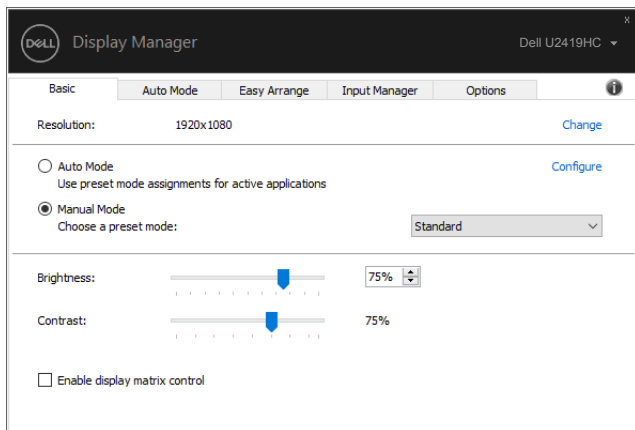 x
DELL Display Manager Dell U2419HC
Basic Auto Mode Easy Arrange Input Manager Options i
Resolution: 1920x1080 Change
Auto Mode Configure
Use preset mode assignments for active applications
Manual Mode
Choose a preset mode: Standard
Brightness: 75%
Contrast: 75%
Enable display matrix control